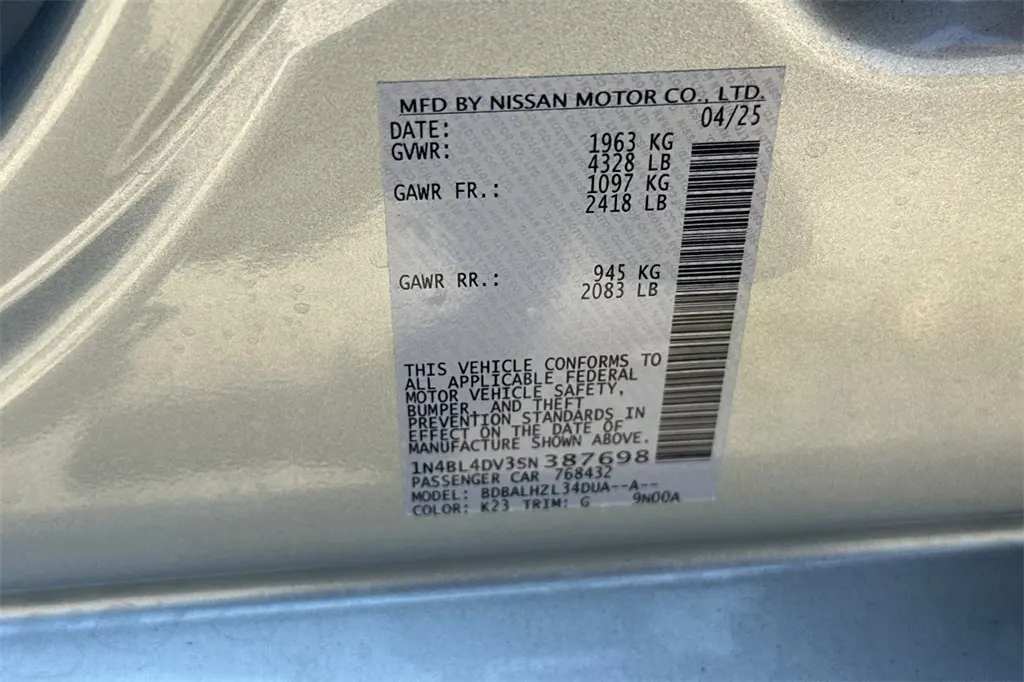 MFD BY NISSAN MOTOR CO., LTD.
DATE: 04/25
GVWR: 1963 KG
4328 LB
GAWR FR.: 1097 KG
2418 LB
GAWR RR.: 945 KG
2083 LB
THIS VEHICLE CONFORMS TO
ALL APPLICABLE FEDERAL
MOTOR VEHICLE SAFETY,
BUMPER, AND THEFT
PREVENTION STANDARDS IN
EFFECT ON THE DATE OF
MANUFACTURE SHOWN ABOVE.
1N4BL4DV3SN387698
PASSENGER CAR 768432
MODEL: BDBALHZL34DUA--A--
COLOR: K23 TRIM: G 9N00A